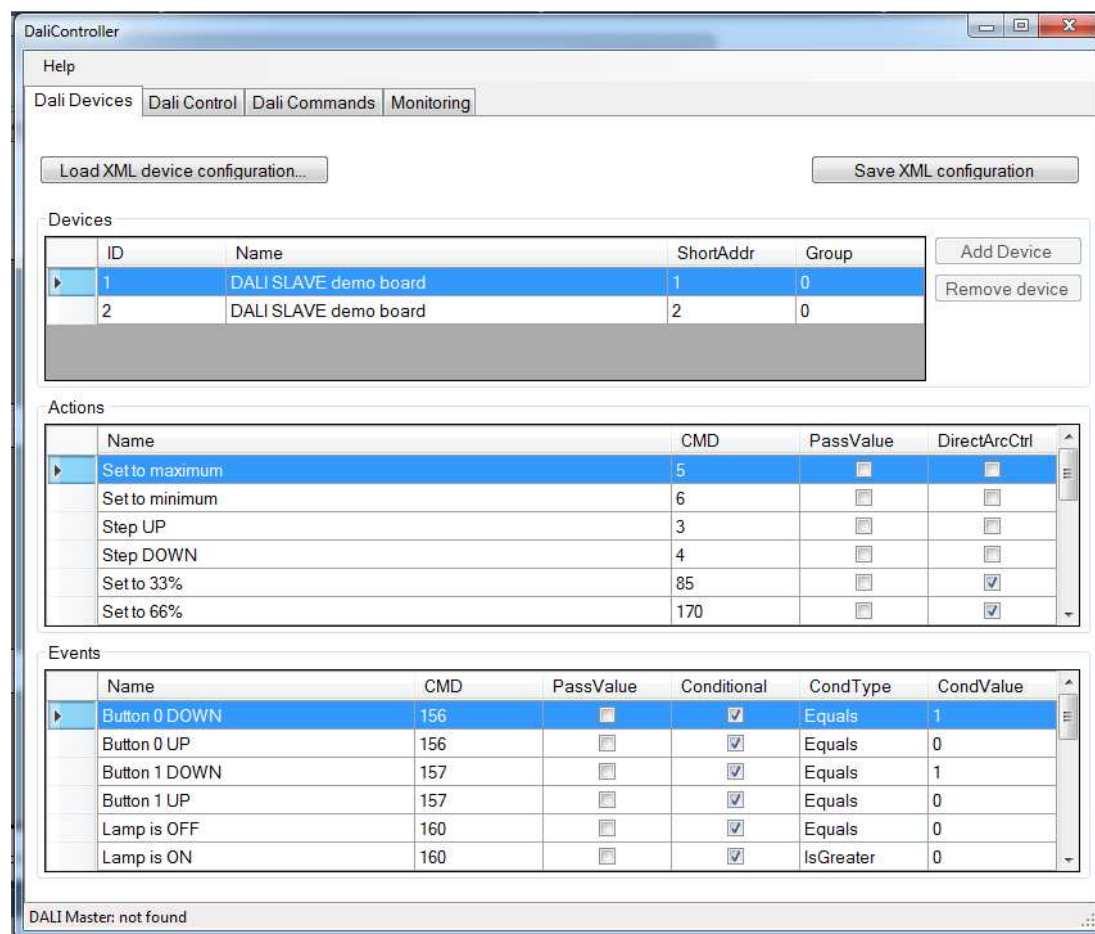 DaliController
Help
Dali Devices Dali Control Dali Commands Monitoring
Load XML device configuration... Save XML configuration
Devices
ID Name ShortAddr Group
1 DALI SLAVE demo board 1 0
2 DALI SLAVE demo board 2 0
Add Device
Remove device
Actions
Name CMD PassValue DirectArcCtrl
Set to maximum 5
Set to minimum 6
Step UP 3
Step DOWN 4
Set to 33% 85
Set to 66% 170
Events
Name CMD PassValue Conditional CondType CondValue
Button 0 DOWN 156 Equals 1
Button 0 UP 156 Equals 0
Button 1 DOWN 157 Equals 1
Button 1 UP 157 Equals 0
Lamp is OFF 160 Equals 0
Lamp is ON 160 IsGreater 0
DALI Master: not found